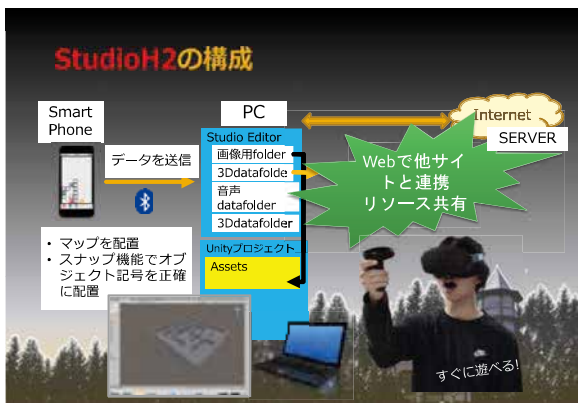 StudioH2の構成
Smart
Phone
PC
Internet
SERVER
データを送信
Studio Editor
画像用folder
3Ddatafolde
音声
datafolder
3Ddatafolder
Webで他サイ
トと連携
リソース共有
・マップを配置
・スナップ機能でオブ
ジェクト記号を正確
に配置
Unityプロジェクト
Assets
すぐに遊べる!